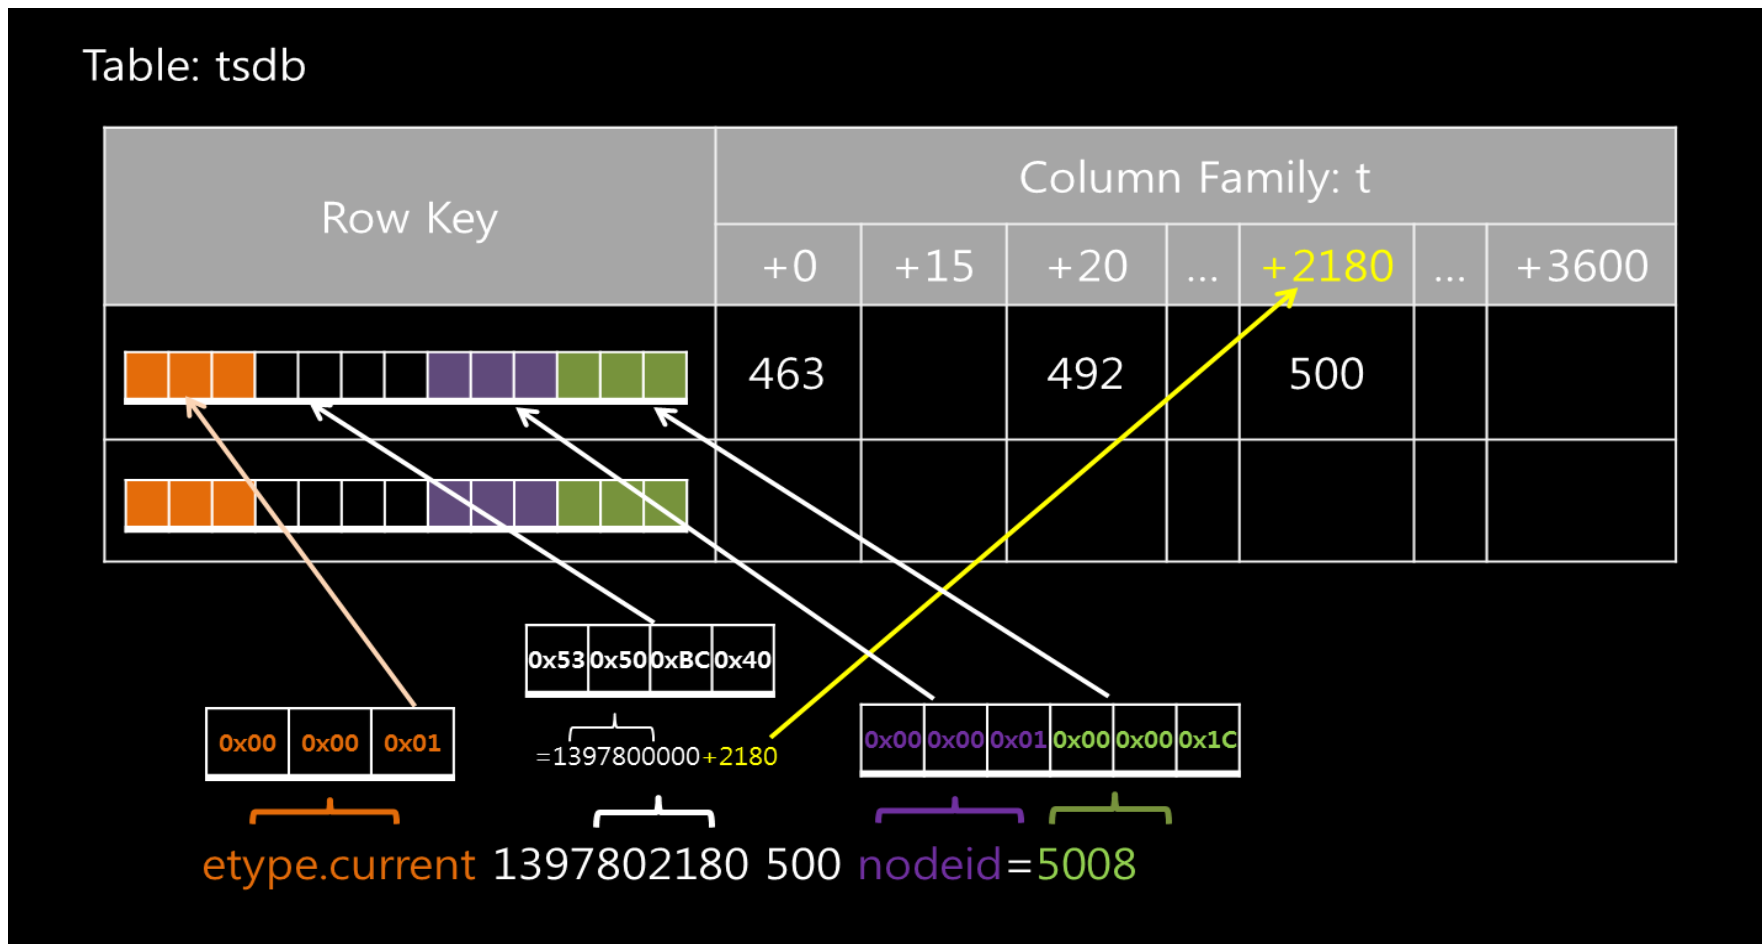 Table: tsdb
Row Key
Column Family: t
+0 +15 +20 ... +2180 ... +3600
463 492 500
0x53 0x50 0xBC 0x40
=1397800000+2180
0x00 0x00 0x01
0x00 0x00 0x01 0x00 0x00 0x1C
etype.current 1397802180 500 nodeid=5008